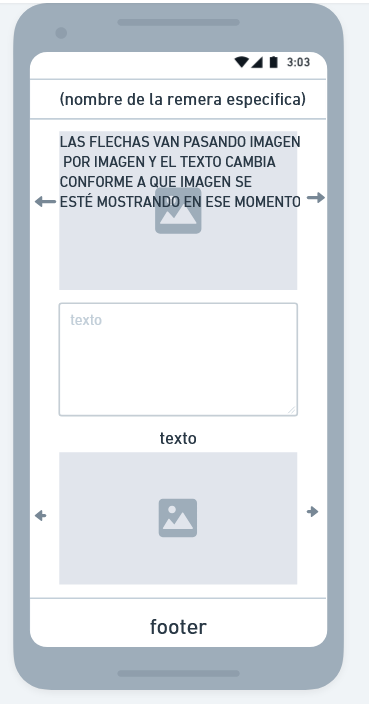 3:03
(nombre de la remera especifica)
LAS FLECHAS VAN PASANDO IMAGEN
POR IMAGEN Y EL TEXTO CAMBIA
CONFORME A QUE IMAGEN SE
ESTÉ MOSTRANDO EN ESE MOMENTO
texto
texto
footer